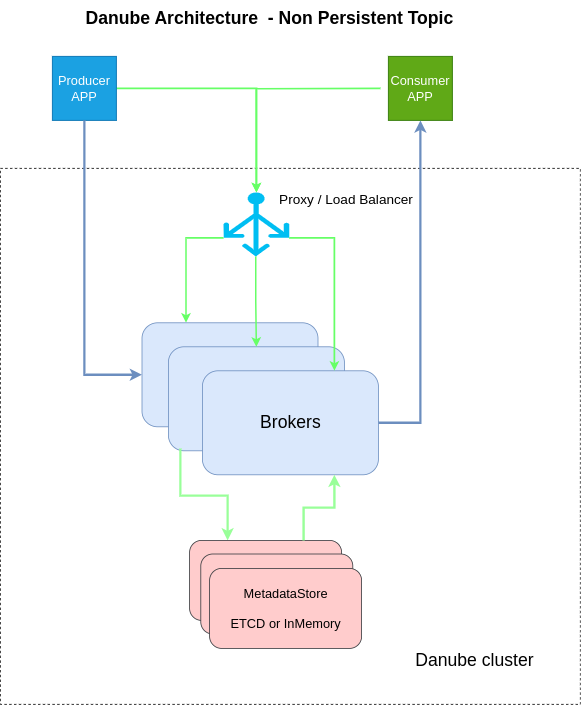 Danube Architecture - Non Persistent Topic
Producer
APP
Consumer
APP
Proxy / Load Balancer
Brokers
MetadataStore
ETCD or InMemory
Danube cluster